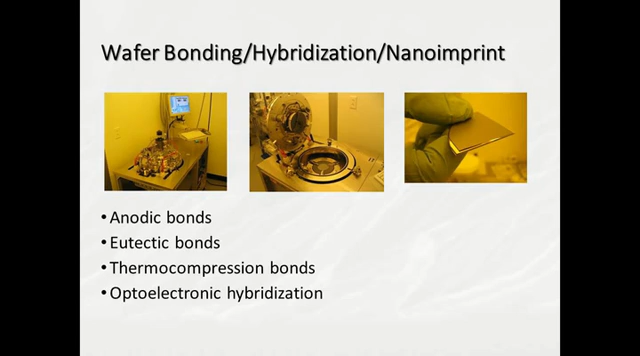 Wafer Bonding/Hybridization/Nanoimprint
• Anodic bonds
• Eutectic bonds
• Thermocompression bonds
• Optoelectronic hybridization